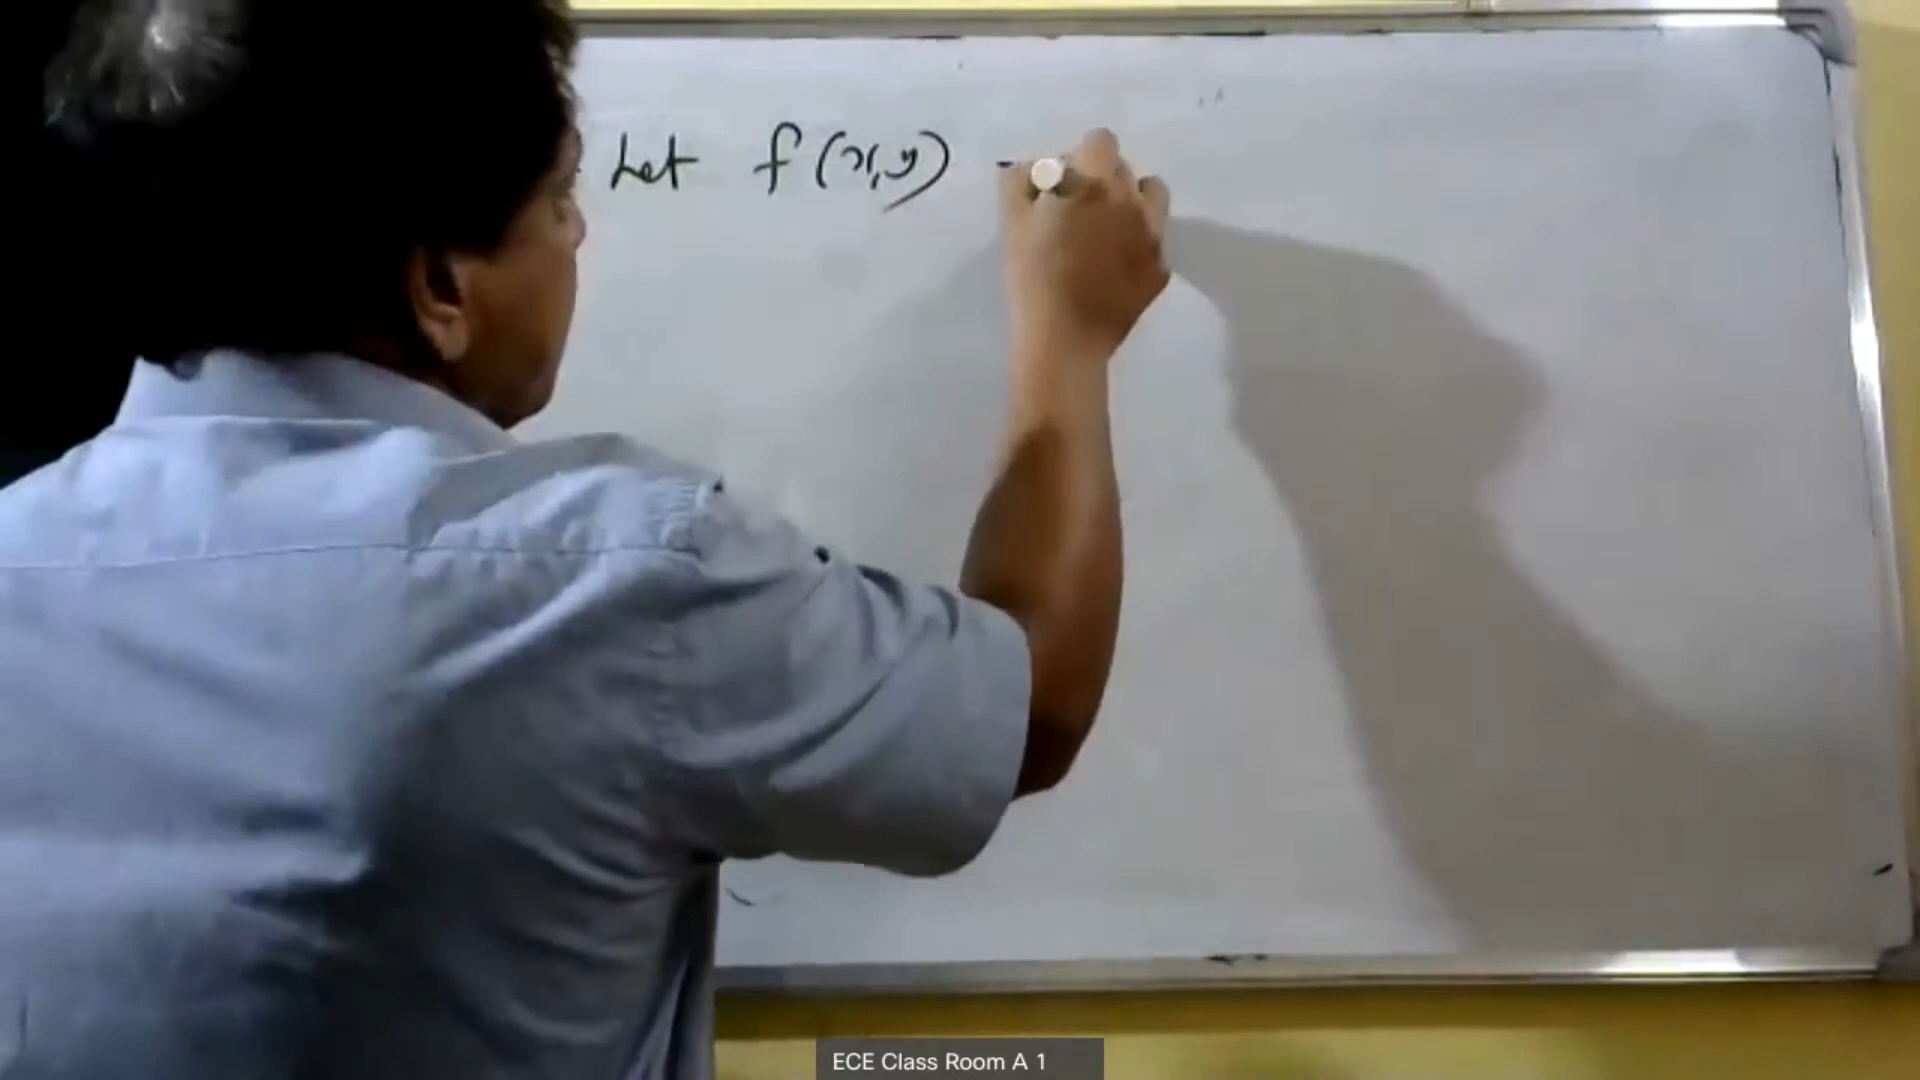 Let f(x,y) =
ECE Class Room A 1